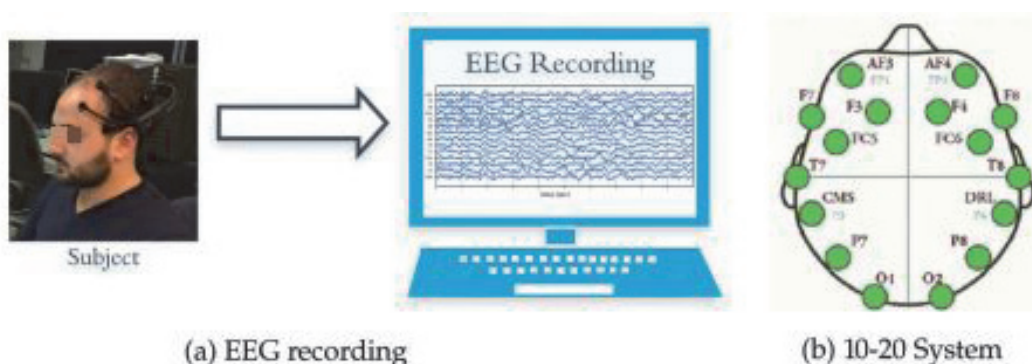 EEG Recording
Subject
AF3 AF4
F7 F3 F4 F8
FC5 FC6
T7 T8
CMS DRL
P7 P8
O1 O2
(a) EEG recording
(b) 10-20 System